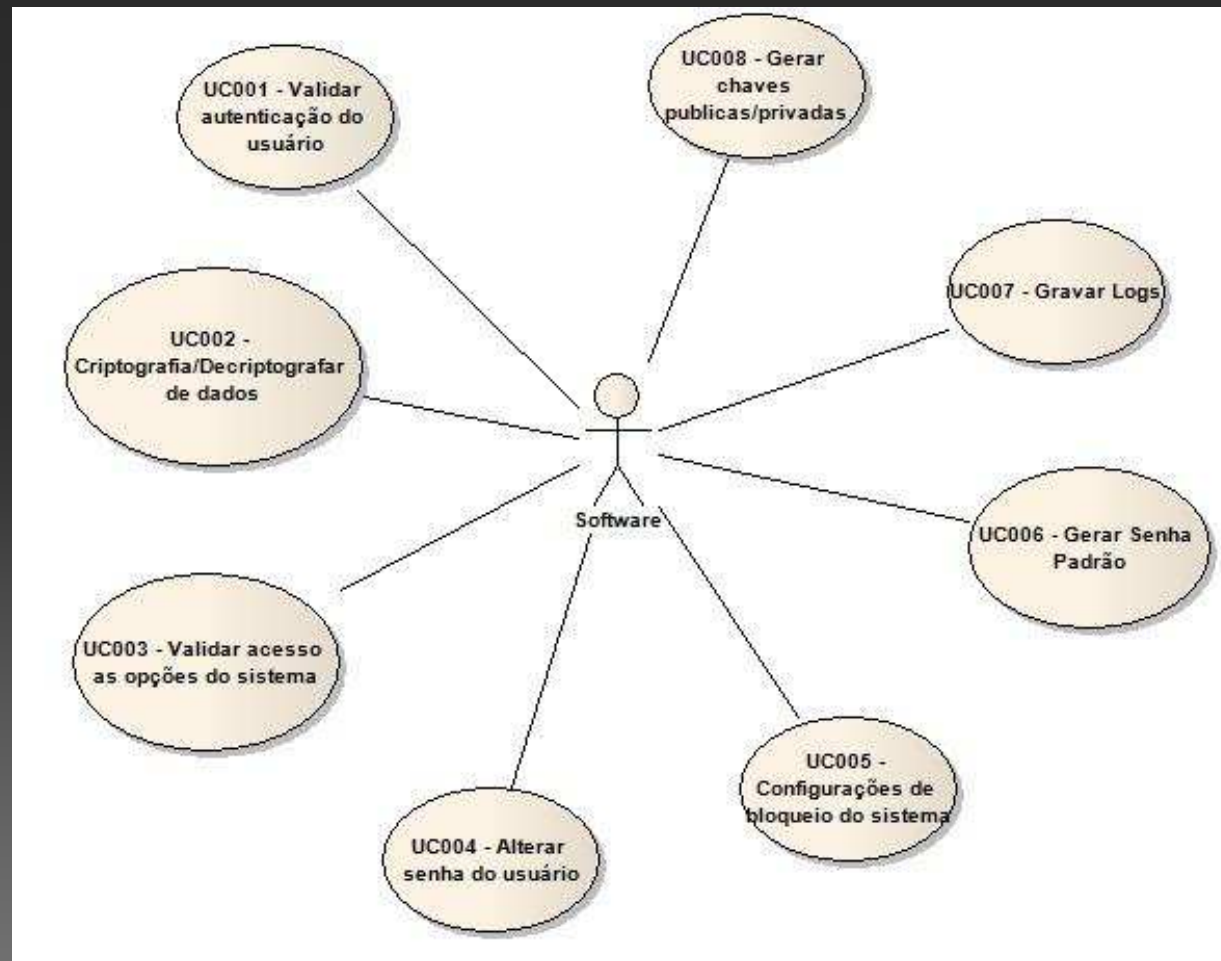 UC001 - Validar
autenticação do
usuário
UC008 - Gerar
chaves
publicas/privadas
UC007 - Gravar Logs
UC002 -
Criptografia/Decriptografar
de dados
Software
UC006 - Gerar Senha
Padrão
UC003 - Validar acesso
as opções do sistema
UC005 -
Configurações de
bloqueio do sistema
UC004 - Alterar
senha do usuário